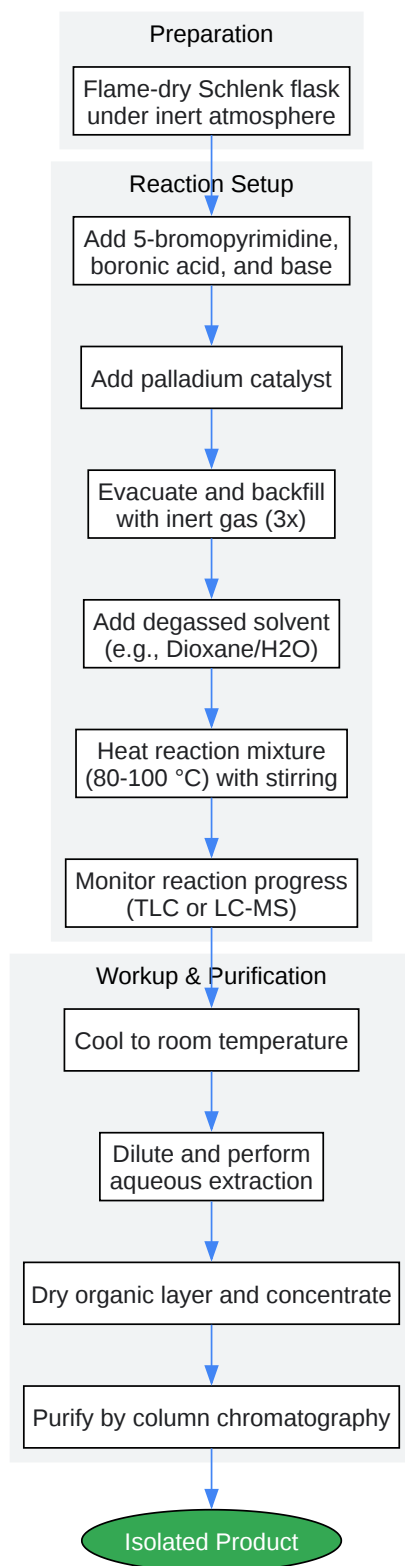 Preparation
Flame-dry Schlenk flask
under inert atmosphere
Reaction Setup
Add 5-bromopyrimidine,
boronic acid, and base
Add palladium catalyst
Evacuate and backfill
with inert gas (3x)
Add degassed solvent
(e.g., Dioxane/H2O)
Heat reaction mixture
(80-100 °C) with stirring
Monitor reaction progress
(TLC or LC-MS)
Workup & Purification
Cool to room temperature
Dilute and perform
aqueous extraction
Dry organic layer and concentrate
Purify by column chromatography
Isolated Product